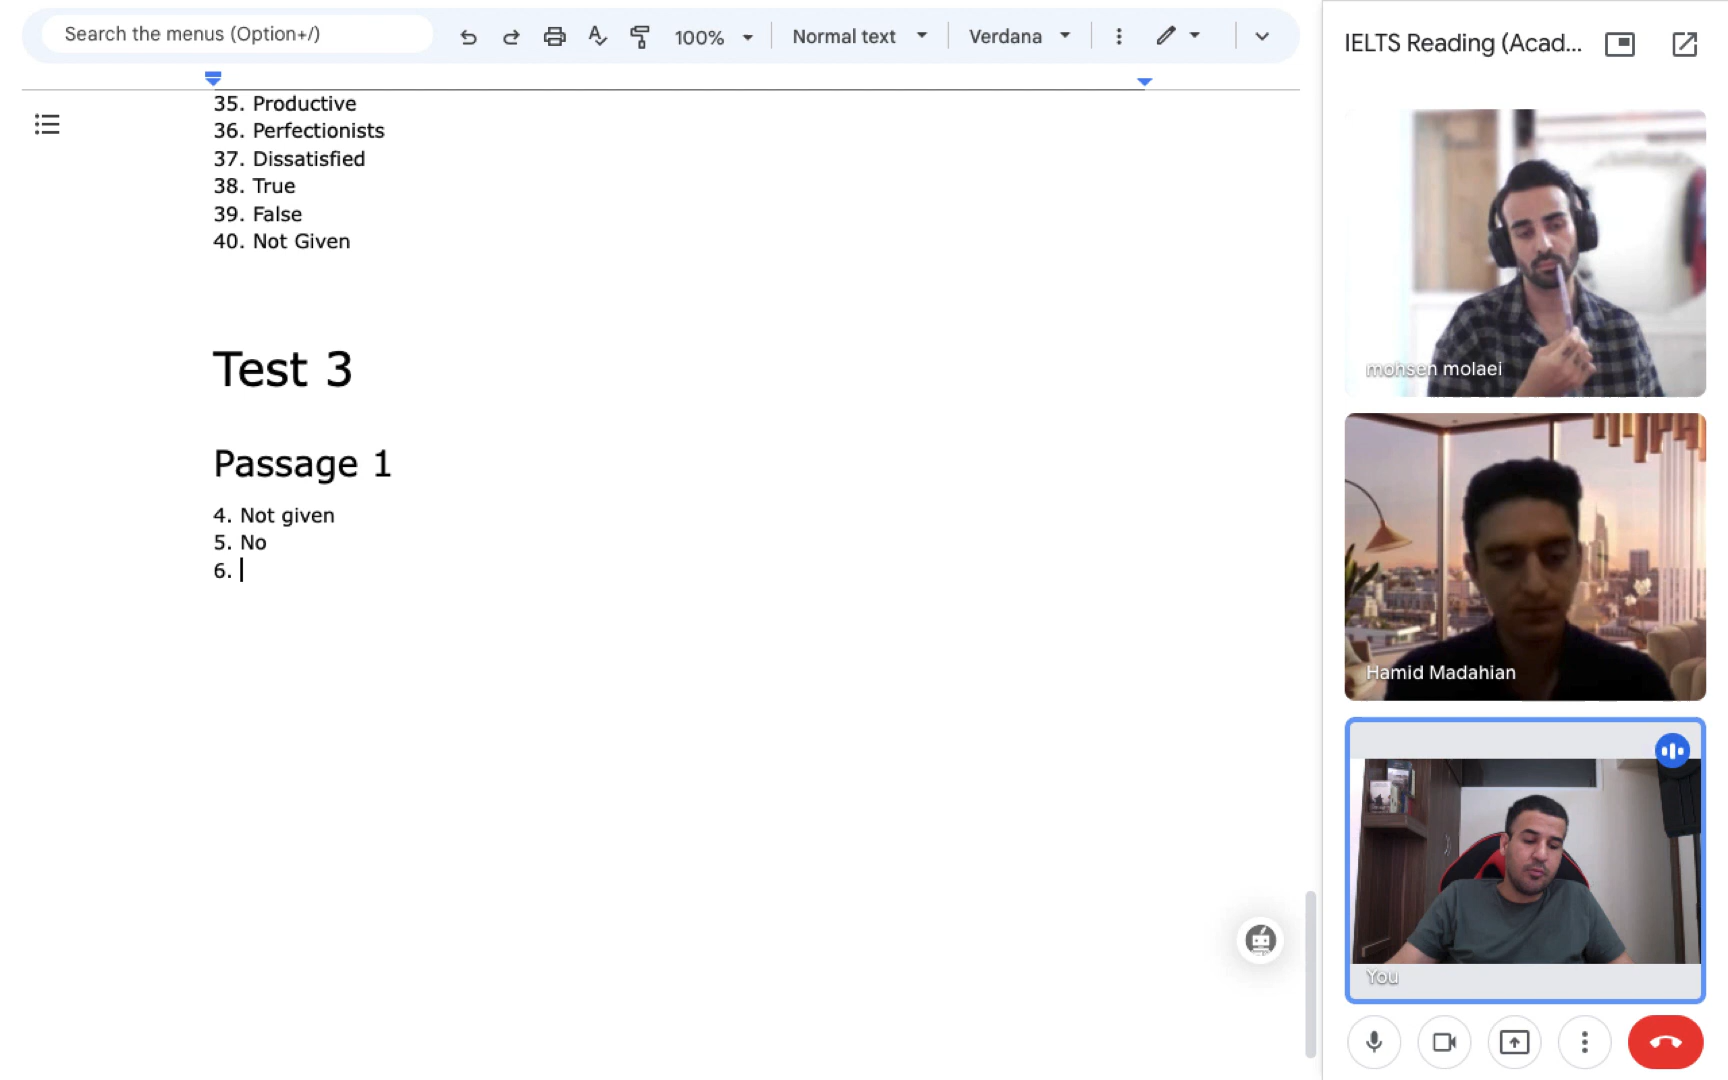 Search the menus (Option+/)
100%
Normal text
Verdana
IELTS Reading (Acad...
35. Productive
36. Perfectionists
37. Dissatisfied
38. True
39. False
40. Not Given
Test 3
Passage 1
4. Not given
5. No
6.
mohsen molaei
Hamid Madahian
You